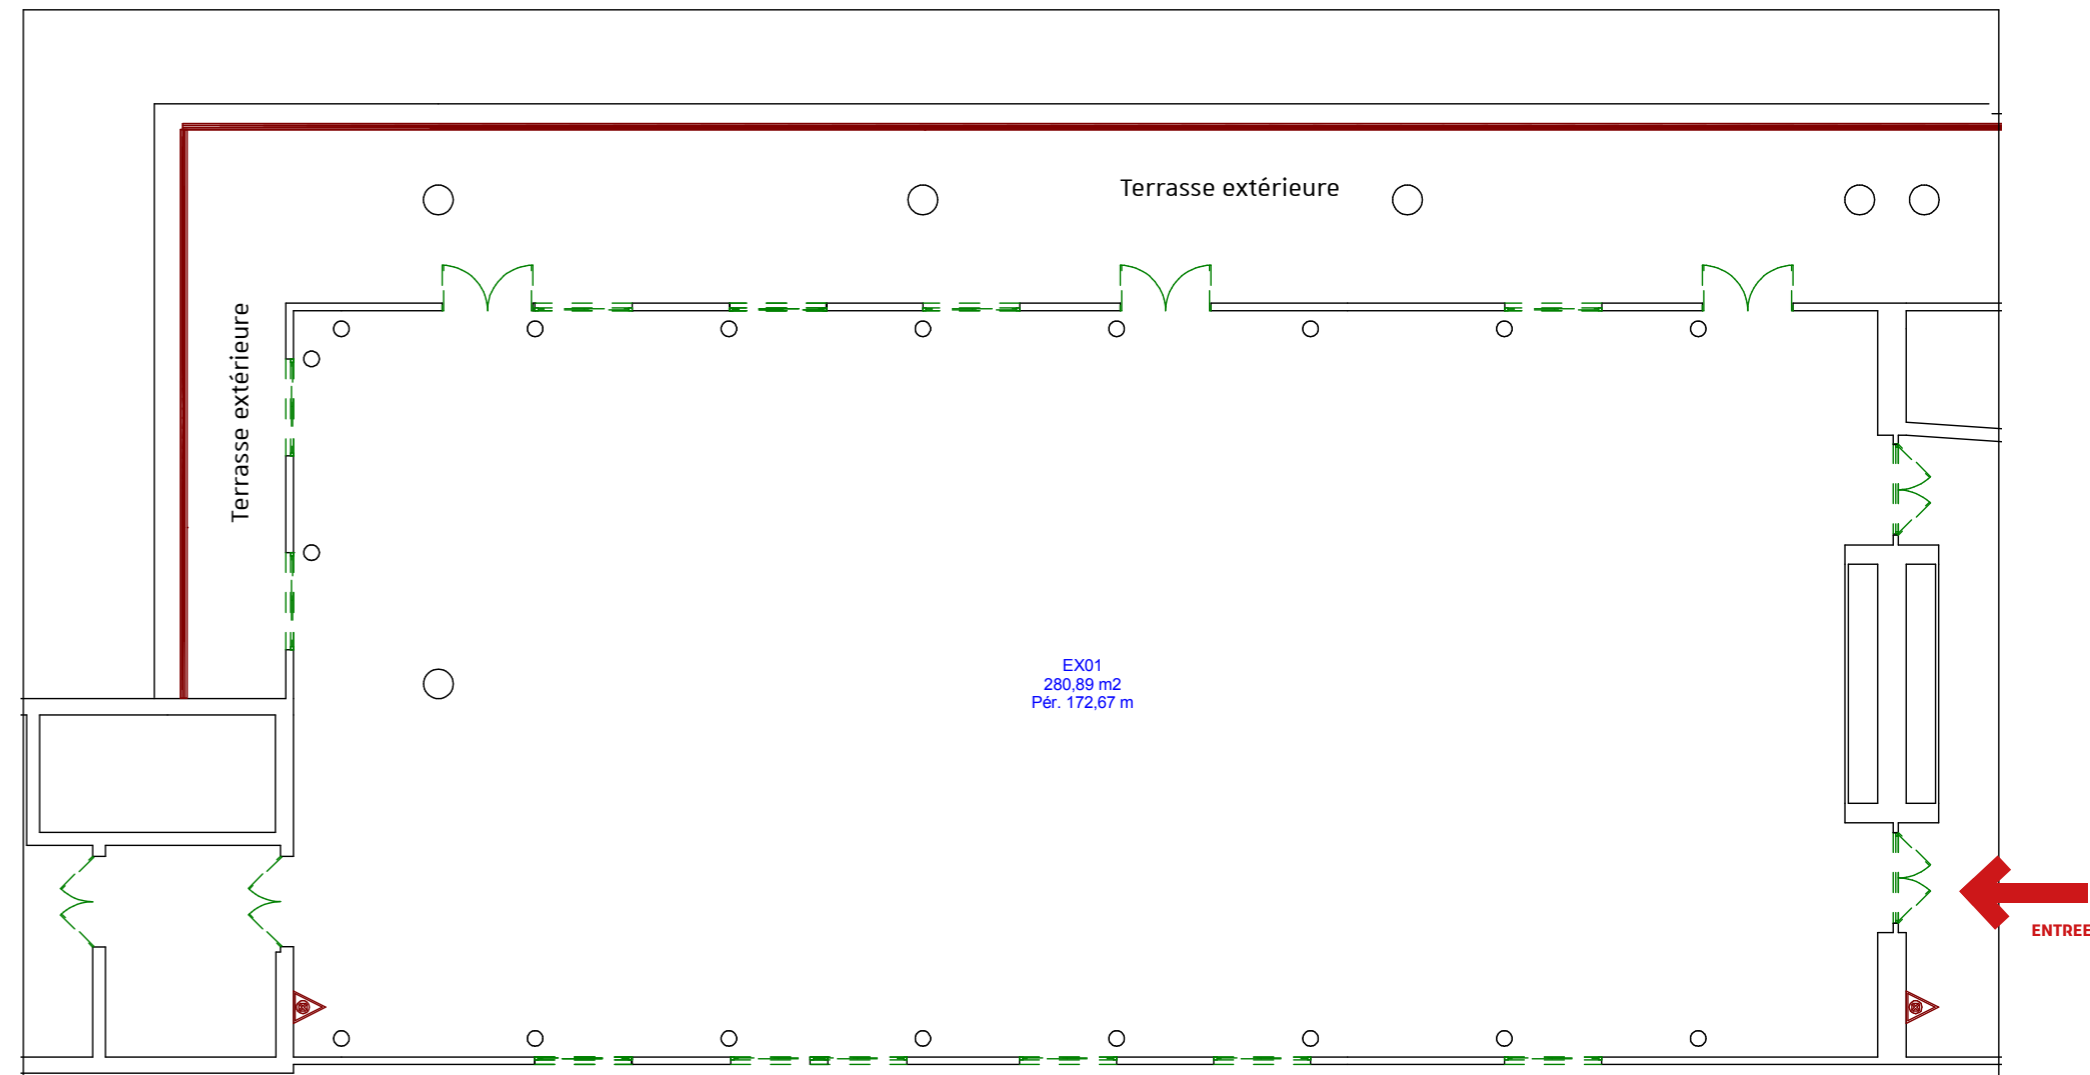 Terrasse extérieure
Terrasse extérieure
EX01
280,89 m2
Pér. 172,67 m
ENTREE